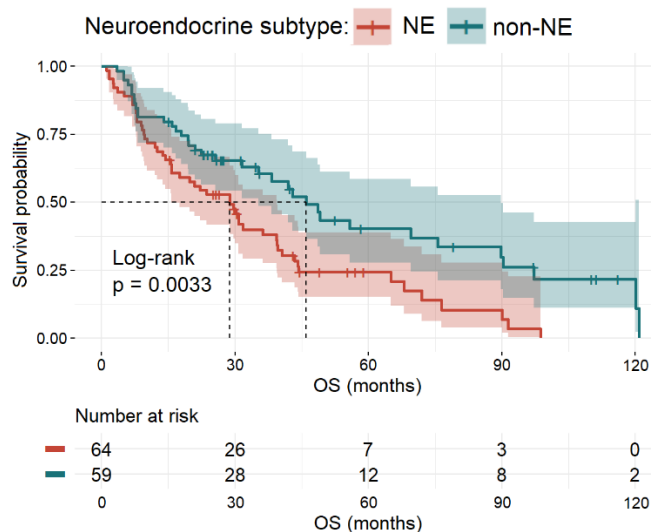 Neuroendocrine subtype: NE non-NE
Survival probability
1.00
0.75
0.50
0.25
0.00
Log-rank
p = 0.0033
0 30 60 90 120
OS (months)
Number at risk
64 26 7 3 0
59 28 12 8 2
0 30 60 90 120
OS (months)